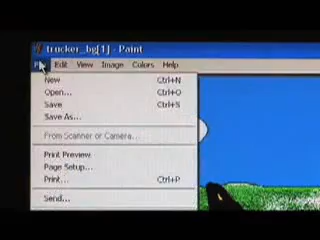 trucker_bg[1] - Paint
File Edit View Image Colors Help
New Ctrl+N
Open... Ctrl+O
Save Ctrl+S
Save As...
From Scanner or Camera...
Print Preview
Page Setup...
Print... Ctrl+P
Send...